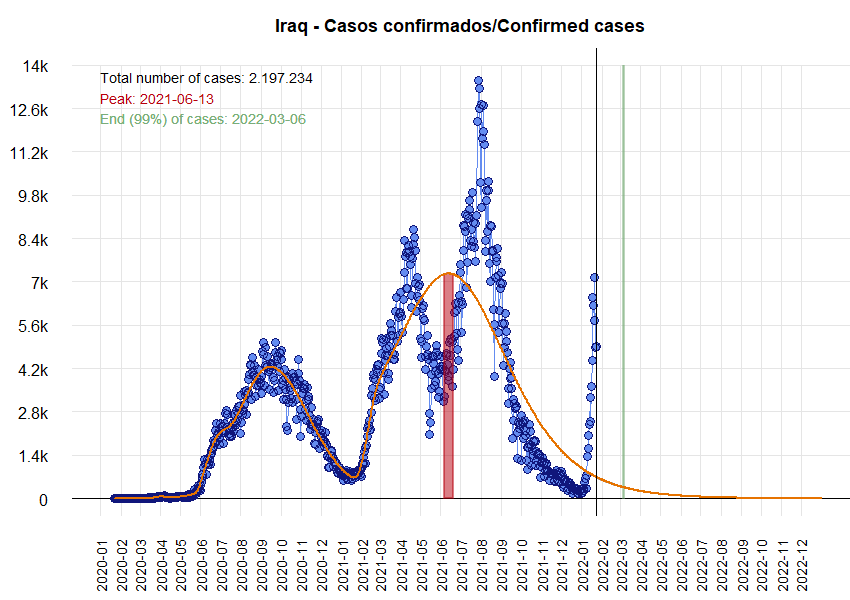 Iraq - Casos confirmados/Confirmed cases
Total number of cases: 2.197.234
Peak: 2021-06-13
End (99%) of cases: 2022-03-06
14k
12.6k
11.2k
9.8k
8.4k
7k
5.6k
4.2k
2.8k
1.4k
0
2020-01
2020-02
2020-03
2020-04
2020-05
2020-06
2020-07
2020-08
2020-09
2020-10
2020-11
2020-12
2021-01
2021-02
2021-03
2021-04
2021-05
2021-06
2021-07
2021-08
2021-09
2021-10
2021-11
2021-12
2022-01
2022-02
2022-03
2022-04
2022-05
2022-06
2022-07
2022-08
2022-09
2022-10
2022-11
2022-12